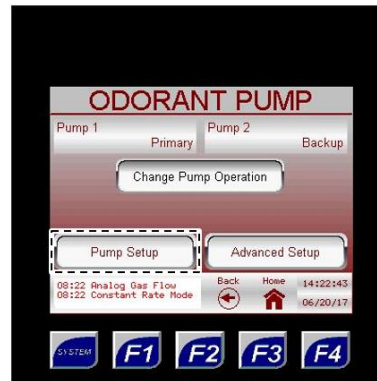 ODORANT PUMP
Pump 1
Primary
Pump 2
Backup
Change Pump Operation
Pump Setup
Advanced Setup
08:22 Analog Gas Flow
08:22 Constant Rate Mode
Back
Home
14:22:43
06/20/17
SYSTEM
F1
F2
F3
F4